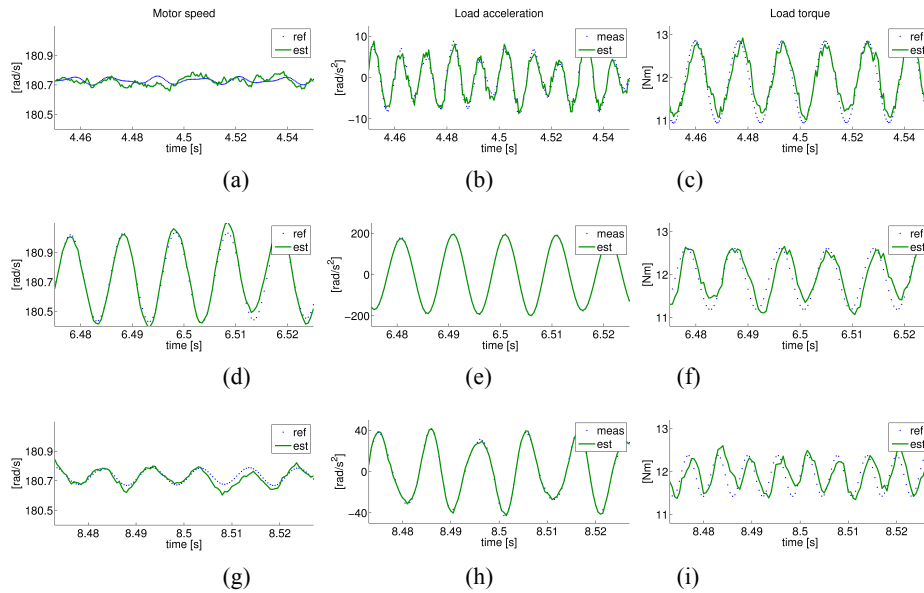 Motor speed
Load acceleration
Load torque
[rad/s]
180.9
180.7
180.5
ref
est
4.46
4.48
4.5
4.52
4.54
time [s]
(a)
[rad/s²]
10
0
−10
meas
est
4.46
4.48
4.5
4.52
4.54
time [s]
(b)
[Nm]
13
12
11
ref
est
4.46
4.48
4.5
4.52
4.54
time [s]
(c)
[rad/s]
180.9
180.5
ref
est
6.48
6.49
6.5
6.51
6.52
time [s]
(d)
[rad/s²]
200
0
−200
meas
est
6.48
6.49
6.5
6.51
6.52
time [s]
(e)
[Nm]
13
12
11
ref
est
6.48
6.49
6.5
6.51
6.52
time [s]
(f)
[rad/s]
180.9
180.7
180.5
ref
est
8.48
8.49
8.5
8.51
8.52
time [s]
(g)
[rad/s²]
40
0
−40
meas
est
8.48
8.49
8.5
8.51
8.52
time [s]
(h)
[Nm]
13
12
11
ref
est
8.48
8.49
8.5
8.51
8.52
time [s]
(i)